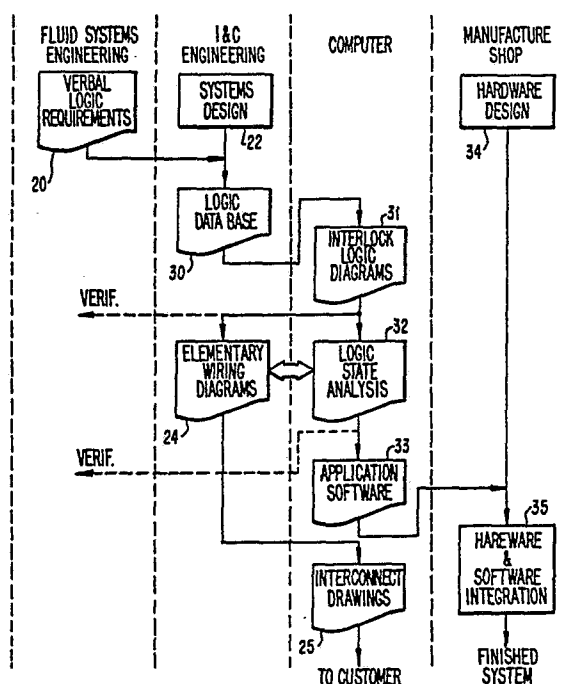 FLUID SYSTEMS
ENGINEERING
I&C
ENGINEERING
COMPUTER
MANUFACTURE
SHOP
VERBAL
LOGIC
REQUIREMENTS
20
SYSTEMS
DESIGN
22
HARDWARE
DESIGN
34
LOGIC
DATA BASE
30
31
INTERLOCK
LOGIC
DIAGRAMS
VERIF.
ELEMENTARY
WIRING
DIAGRAMS
24
32
LOGIC
STATE
ANALYSIS
VERIF.
33
APPLICATION
SOFTWARE
35
HAREWARE
&
SOFTWARE
INTEGRATION
INTERCONNECT
DRAWINGS
25
TO CUSTOMER
FINISHED
SYSTEM